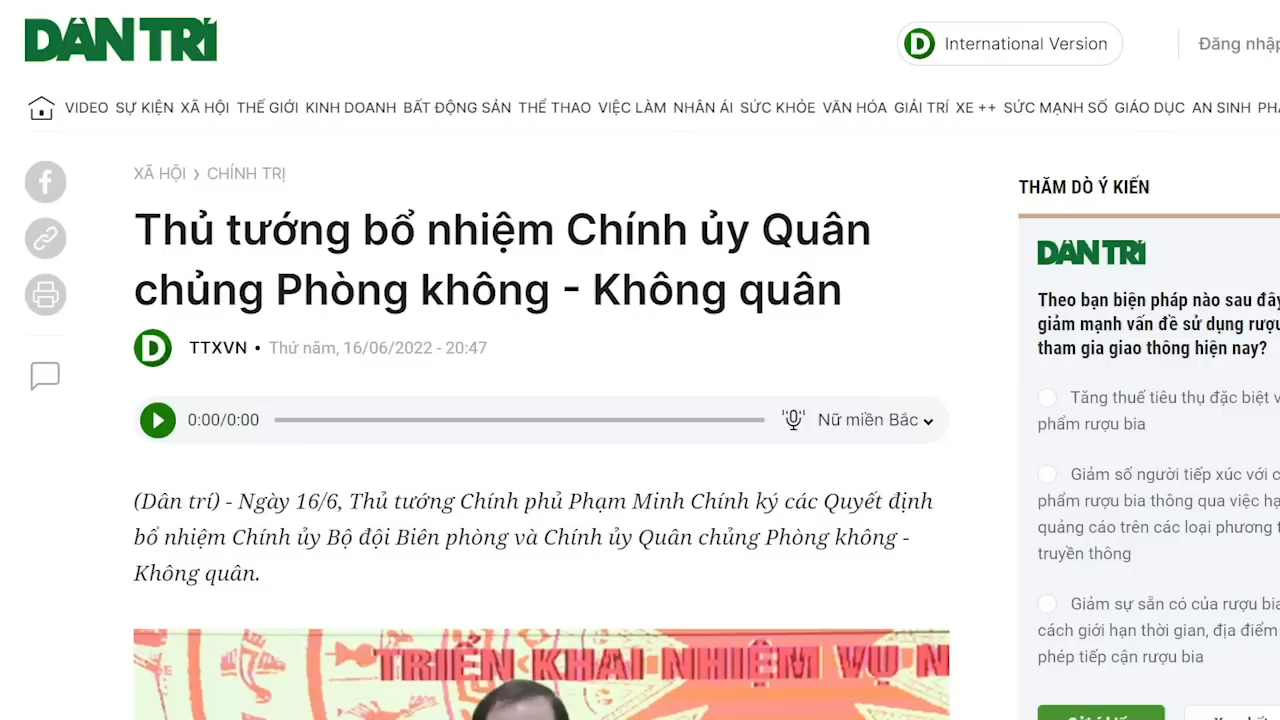 DÂN TRÍ
International Version
Đăng nhập
VIDEO SỰ KIỆN XÃ HỘI THẾ GIỚI KINH DOANH BẤT ĐỘNG SẢN THỂ THAO VIỆC LÀM NHÂN ÁI SỨC KHỎE VĂN HÓA GIẢI TRÍ XE ++ SỨC MẠNH SỐ GIÁO DỤC AN SINH
XÃ HỘI › CHÍNH TRỊ
Thủ tướng bổ nhiệm Chính ủy Quân
chủng Phòng không - Không quân
TTXVN • Thứ năm, 16/06/2022 - 20:47
0:00/0:00 Nữ miền Bắc
(Dân trí) - Ngày 16/6, Thủ tướng Chính phủ Phạm Minh Chính ký các Quyết định
bổ nhiệm Chính ủy Bộ đội Biên phòng và Chính ủy Quân chủng Phòng không -
Không quân.
TRIỂN KHAI NHIỆM VỤ N
THĂM DÒ Ý KIẾN
DÂN TRÍ
Theo bạn biện pháp nào sau đây
giảm mạnh vấn đề sử dụng rượu
tham gia giao thông hiện nay?
Tăng thuế tiêu thụ đặc biệt v
phẩm rượu bia
Giảm số người tiếp xúc với c
phẩm rượu bia thông qua việc hạ
quảng cáo trên các loại phương t
truyền thông
Giảm sự sẵn có của rượu bia
cách giới hạn thời gian, địa điểm
phép tiếp cận rượu bia